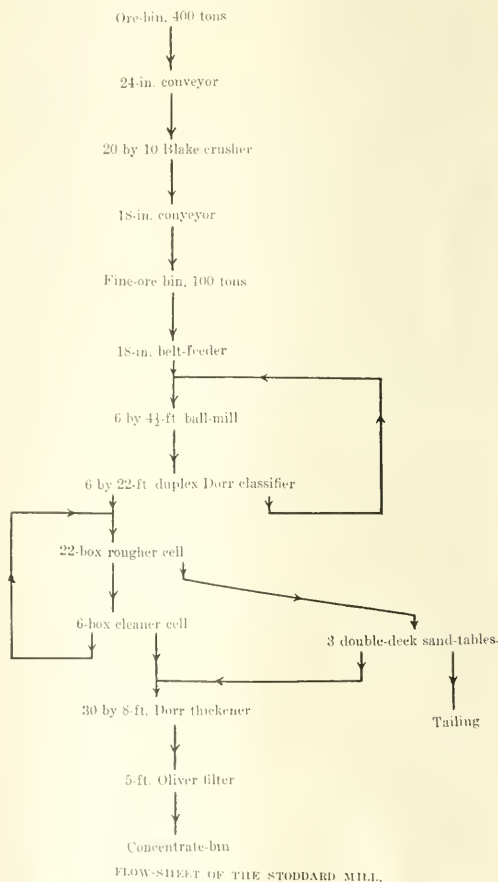 Ore-bin, 400 tons
24-in. conveyor
20 by 10 Blake crusher
18-in. conveyor
Fine-ore bin, 100 tons
18-in. belt-feeder
6 by 4½-ft. ball-mill
6 by 22-ft. duplex Dorr classifier
22-box rougher cell
6-box cleaner cell
3 double-deck sand-tables.
30 by 8-ft. Dorr thickener
Tailing
5-ft. Oliver filter
Concentrate-bin
FLOW-SHEET OF THE STODDARD MILL.